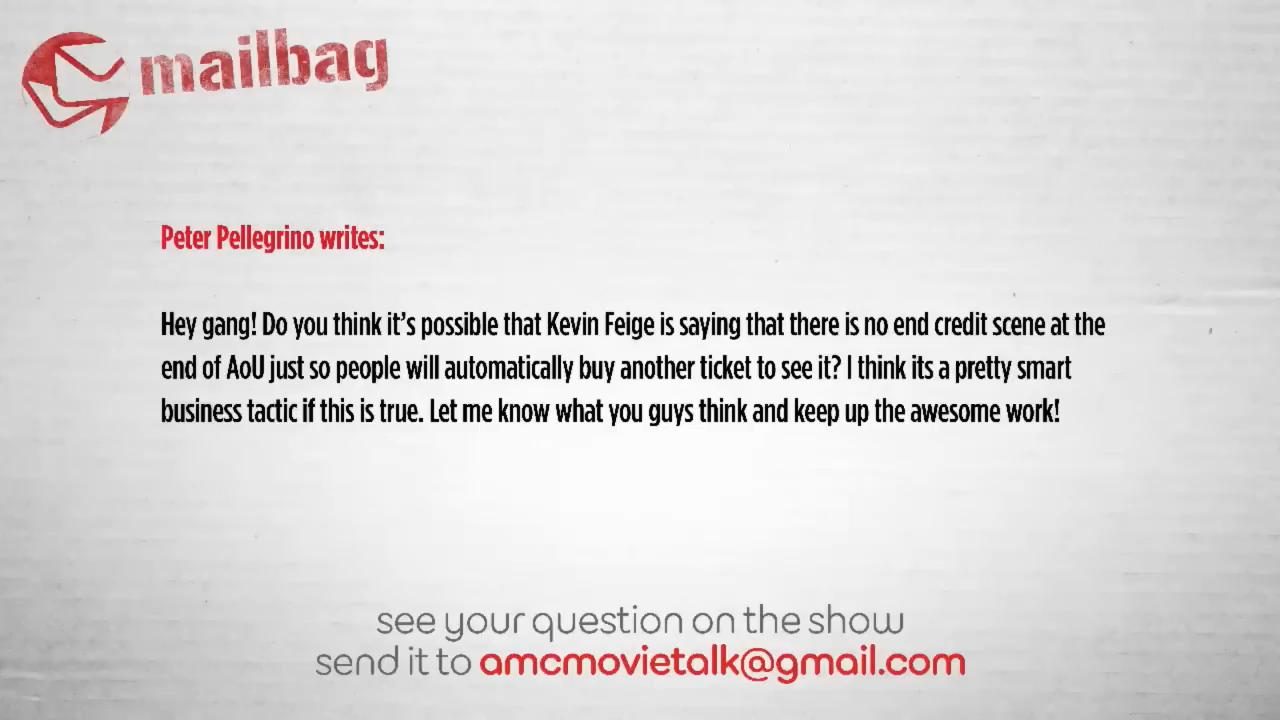 mailbag
Peter Pellegrino writes:
Hey gang! Do you think it's possible that Kevin Feige is saying that there is no end credit scene at the
end of AoU just so people will automatically buy another ticket to see it? I think its a pretty smart
business tactic if this is true. Let me know what you guys think and keep up the awesome work!
see your question on the show
send it to amcmovietalk@gmail.com